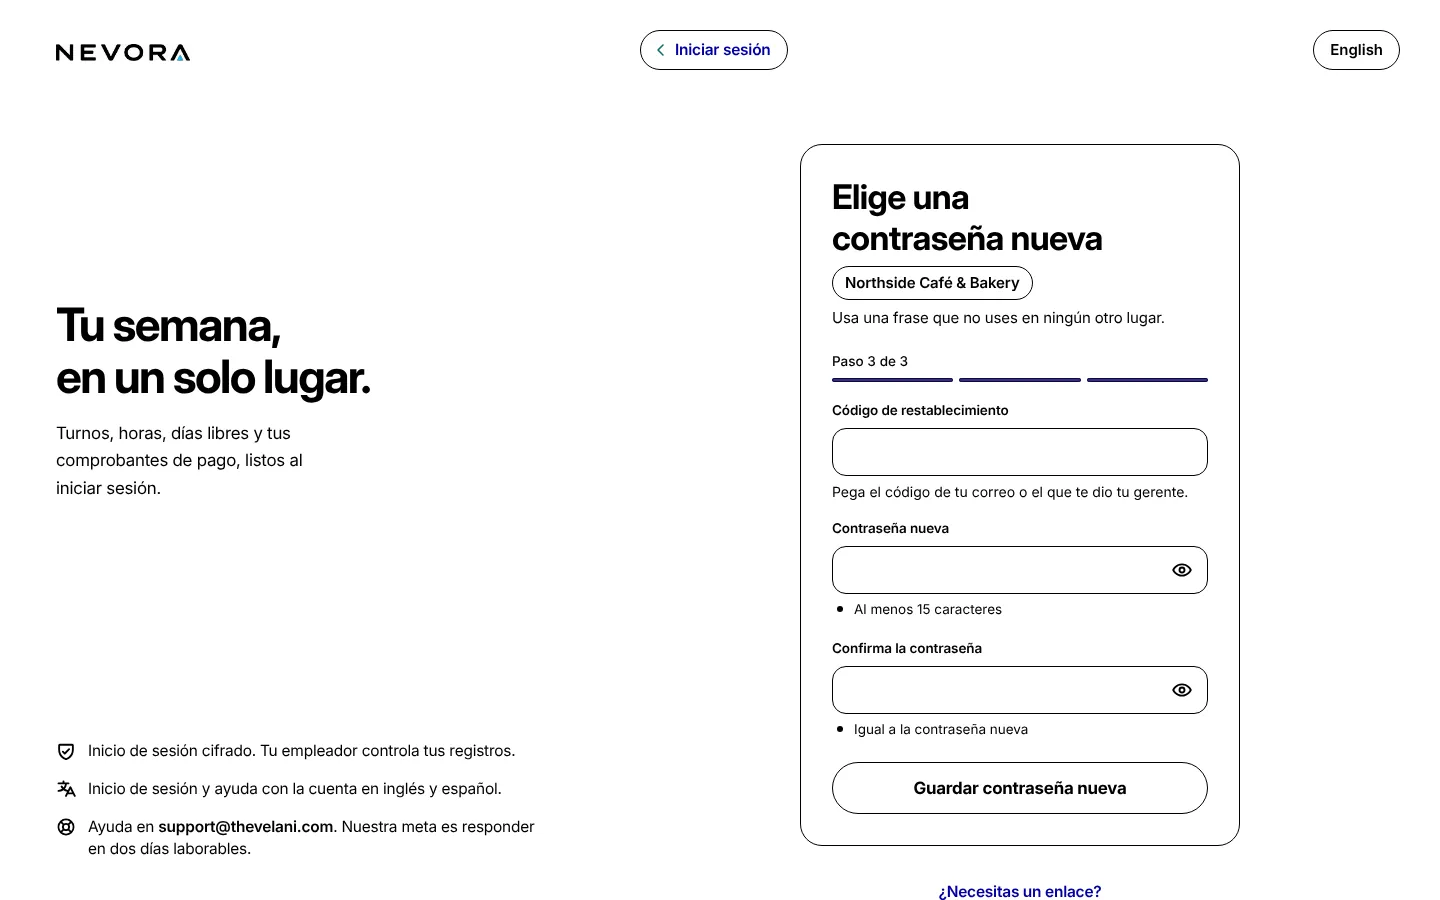 NEVORA
Iniciar sesión
English
Tu semana,
en un solo lugar.
Turnos, horas, días libres y tus
comprobantes de pago, listos al
iniciar sesión.
Inicio de sesión cifrado. Tu empleador controla tus registros.
Inicio de sesión y ayuda con la cuenta en inglés y español.
Ayuda en support@thevelani.com. Nuestra meta es responder
en dos días laborables.
Elige una
contraseña nueva
Northside Café & Bakery
Usa una frase que no uses en ningún otro lugar.
Paso 3 de 3
Código de restablecimiento
Pega el código de tu correo o el que te dio tu gerente.
Contraseña nueva
Al menos 15 caracteres
Confirma la contraseña
Igual a la contraseña nueva
Guardar contraseña nueva
¿Necesitas un enlace?